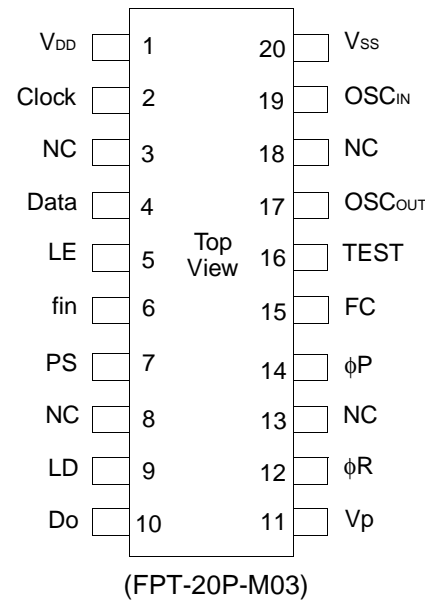 VDD 1 20 VSS
Clock 2 19 OSCIN
NC 3 18 NC
Data 4 17 OSCOUT
LE 5 Top View 16 TEST
fin 6 15 FC
PS 7 14 ϕP
NC 8 13 NC
LD 9 12 ϕR
Do 10 11 Vp
(FPT-20P-M03)